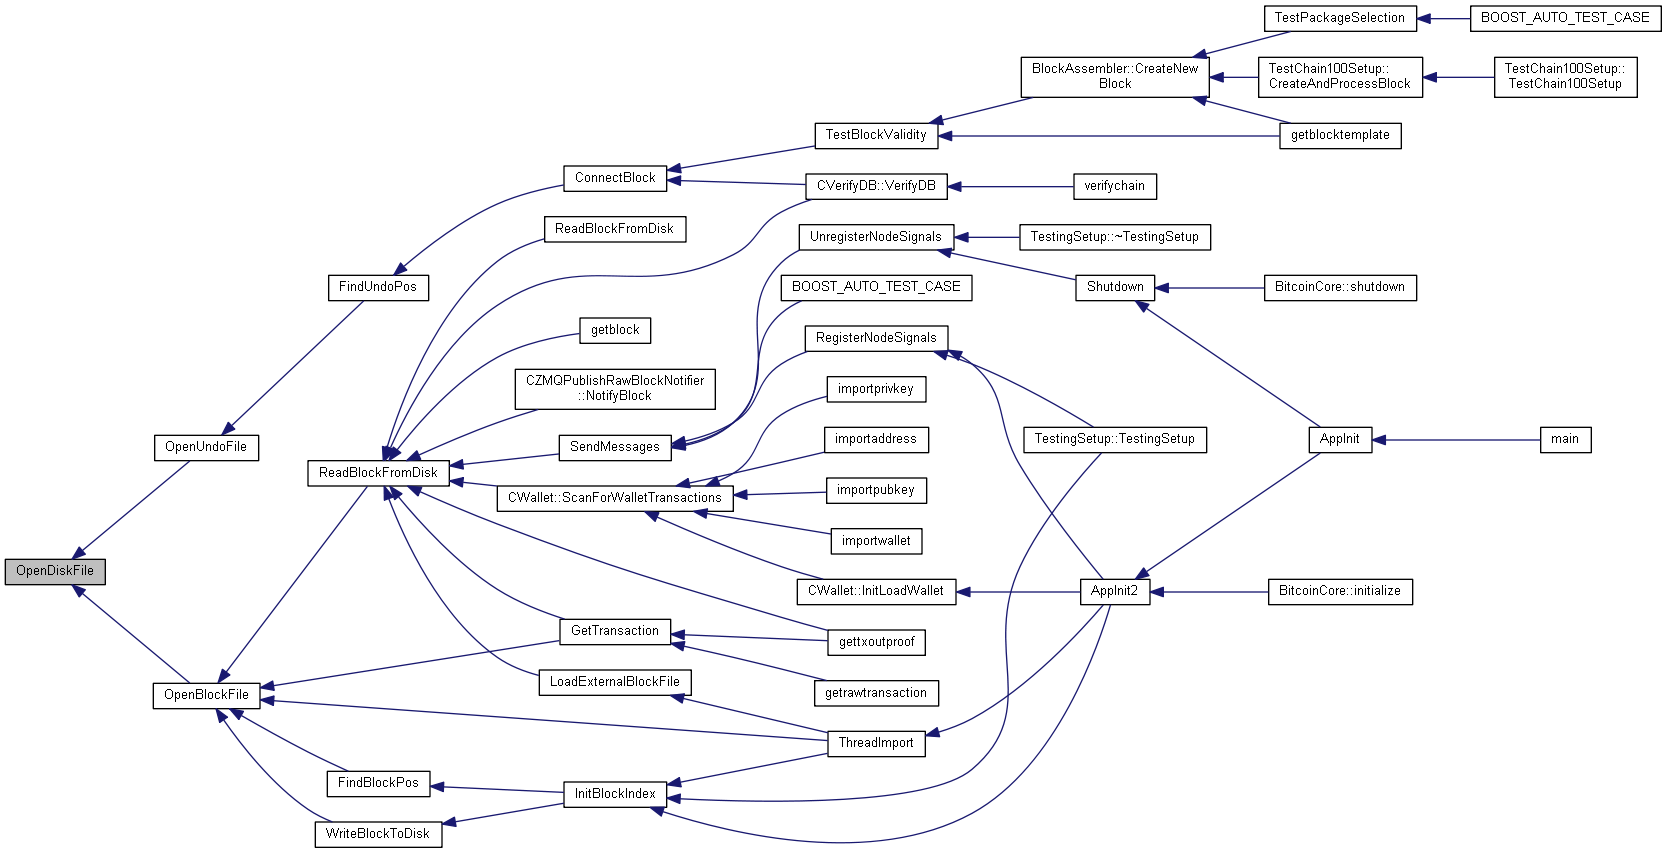 TestPackageSelection
BOOST_AUTO_TEST_CASE
BlockAssembler::CreateNew
Block
TestChain100Setup::
CreateAndProcessBlock
TestChain100Setup::
TestChain100Setup
TestBlockValidity
getblocktemplate
ConnectBlock
CVerifyDB::VerifyDB
verifychain
ReadBlockFromDisk
UnregisterNodeSignals
TestingSetup::~TestingSetup
FindUndoPos
BOOST_AUTO_TEST_CASE
Shutdown
BitcoinCore::shutdown
getblock
RegisterNodeSignals
CZMQPublishRawBlockNotifier
::NotifyBlock
importprivkey
OpenUndoFile
SendMessages
importaddress
TestingSetup::TestingSetup
AppInit
main
ReadBlockFromDisk
CWallet::ScanForWalletTransactions
importpubkey
importwallet
OpenDiskFile
CWallet::InitLoadWallet
AppInit2
BitcoinCore::initialize
GetTransaction
gettxoutproof
OpenBlockFile
LoadExternalBlockFile
getrawtransaction
ThreadImport
FindBlockPos
InitBlockIndex
WriteBlockToDisk